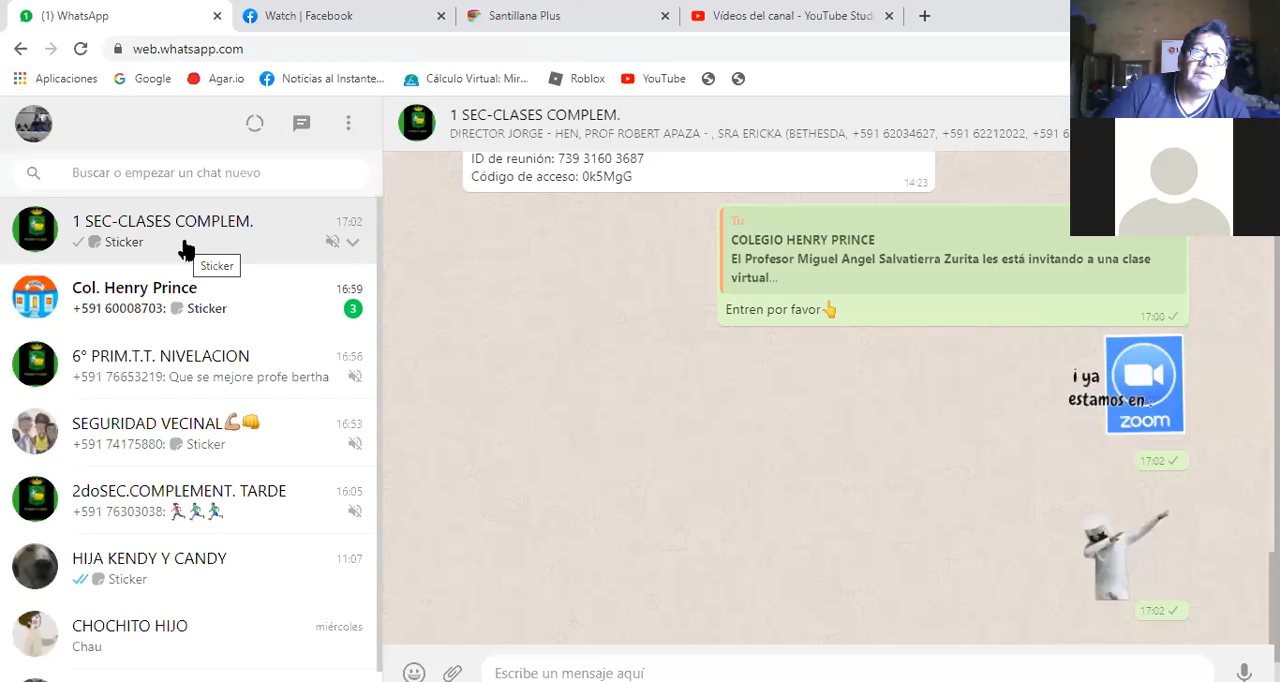 (1) WhatsApp
Watch | Facebook
Santillana Plus
Vídeos del canal - YouTube Stud
web.whatsapp.com
Aplicaciones
Google
Agar.io
Noticias al Instante...
Cálculo Virtual: Mir...
Roblox
YouTube
Buscar o empezar un chat nuevo
1 SEC-CLASES COMPLEM.
17:02
Sticker
Sticker
Col. Henry Prince
16:59
+591 60008703: Sticker
3
6° PRIM.T.T. NIVELACION
16:56
+591 76653219: Que se mejore profe bertha
SEGURIDAD VECINAL💪🏽👊
16:53
+591 74175880: Sticker
2doSEC.COMPLEMENT. TARDE
16:05
+591 76303038: 🏃🏻‍♀️🏃🏻‍♂️🏃🏻‍♂️
HIJA KENDY Y CANDY
11:07
Sticker
CHOCHITO HIJO
miércoles
Chau
1 SEC-CLASES COMPLEM.
DIRECTOR JORGE - HEN, PROF ROBERT APAZA - , SRA ERICKA (BETHESDA, +591 62034627, +591 62212022, +591 6
ID de reunión: 739 3160 3687
Código de acceso: 0k5MgG
14:23
Tu
COLEGIO HENRY PRINCE
El Profesor Miguel Angel Salvatierra Zurita les está invitando a una clase
virtual...
Entren por favor👆
17:00
i ya
estamos en...
zoom
17:02
17:02
Escribe un mensaje aquí